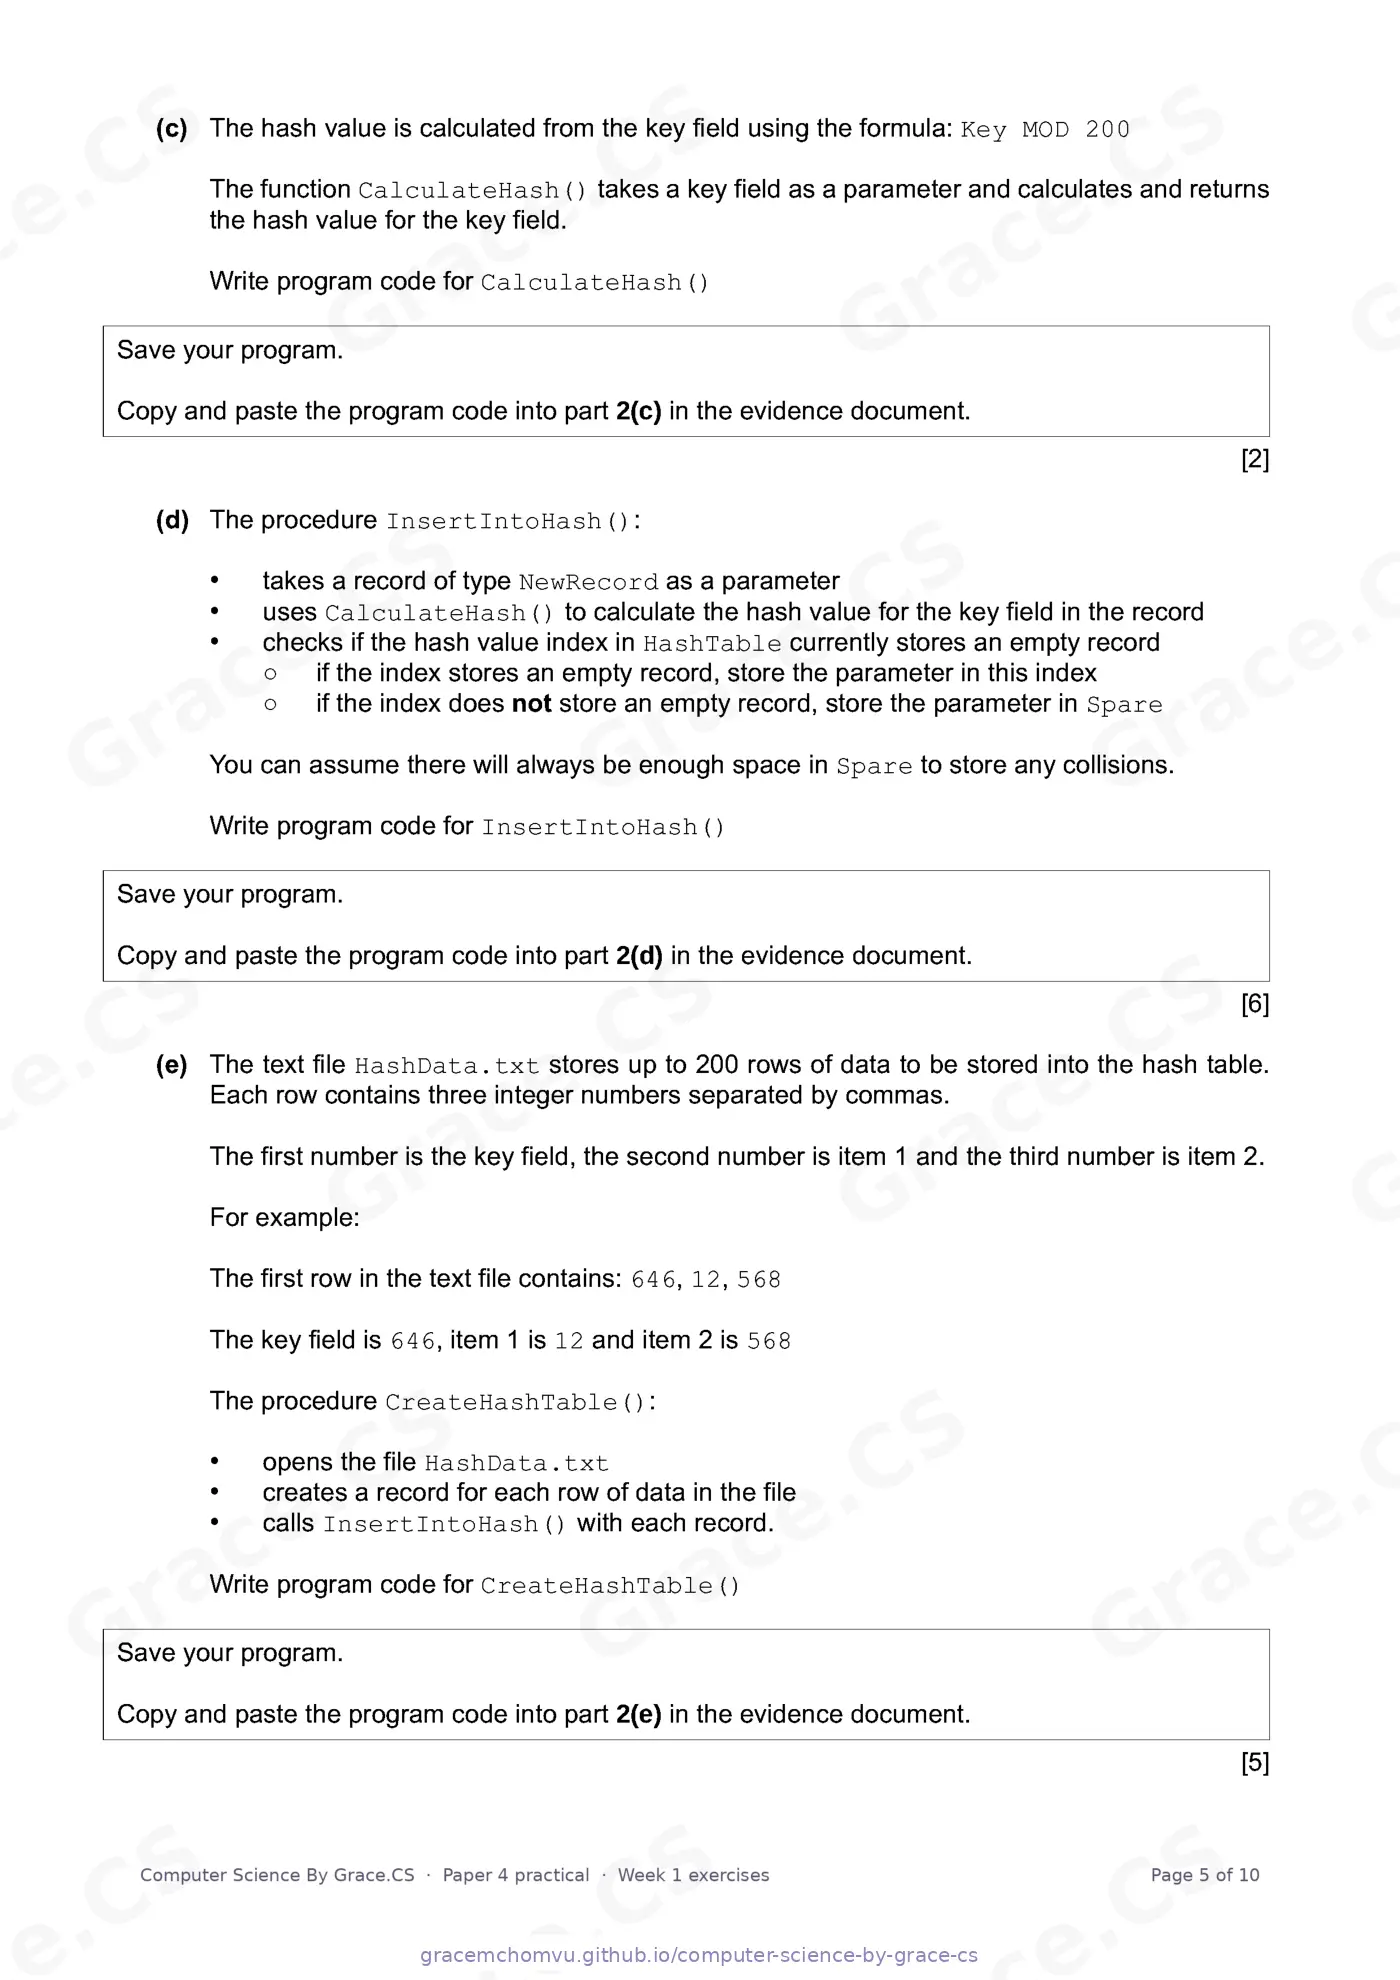 (c) The hash value is calculated from the key field using the formula: Key MOD 200
The function CalculateHash() takes a key field as a parameter and calculates and returns
the hash value for the key field.
Write program code for CalculateHash()
Save your program.
Copy and paste the program code into part 2(c) in the evidence document.
[2]
(d) The procedure InsertIntoHash():
• takes a record of type NewRecord as a parameter
• uses CalculateHash() to calculate the hash value for the key field in the record
• checks if the hash value index in HashTable currently stores an empty record
○ if the index stores an empty record, store the parameter in this index
○ if the index does not store an empty record, store the parameter in Spare
You can assume there will always be enough space in Spare to store any collisions.
Write program code for InsertIntoHash()
Save your program.
Copy and paste the program code into part 2(d) in the evidence document.
[6]
(e) The text file HashData.txt stores up to 200 rows of data to be stored into the hash table.
Each row contains three integer numbers separated by commas.
The first number is the key field, the second number is item 1 and the third number is item 2.
For example:
The first row in the text file contains: 646, 12, 568
The key field is 646, item 1 is 12 and item 2 is 568
The procedure CreateHashTable():
• opens the file HashData.txt
• creates a record for each row of data in the file
• calls InsertIntoHash() with each record.
Write program code for CreateHashTable()
Save your program.
Copy and paste the program code into part 2(e) in the evidence document.
[5]
Computer Science By Grace.CS · Paper 4 practical · Week 1 exercises Page 5 of 10
gracemchomvu.github.io/computer-science-by-grace-cs